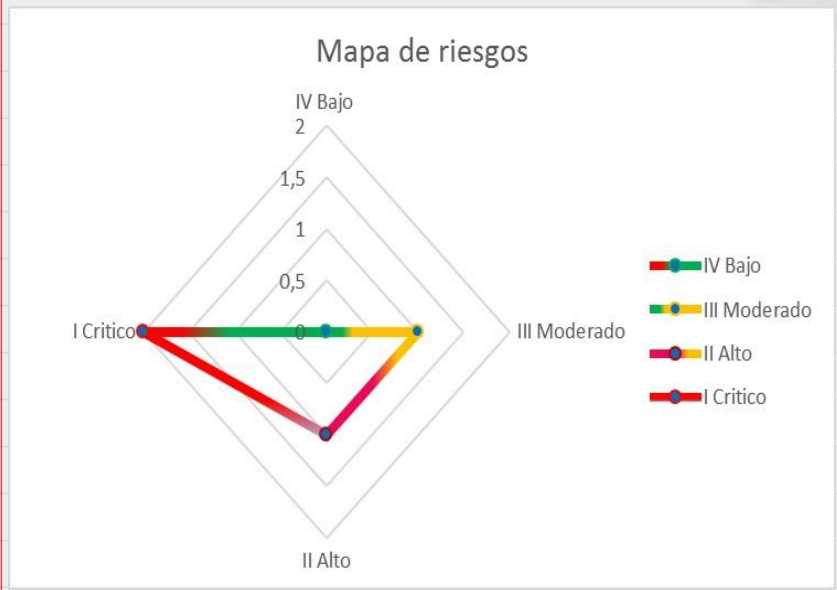 Mapa de riesgos
IV Bajo
2
1,5
1
0,5
0
I Critico
III Moderado
II Alto
IV Bajo
III Moderado
II Alto
I Critico